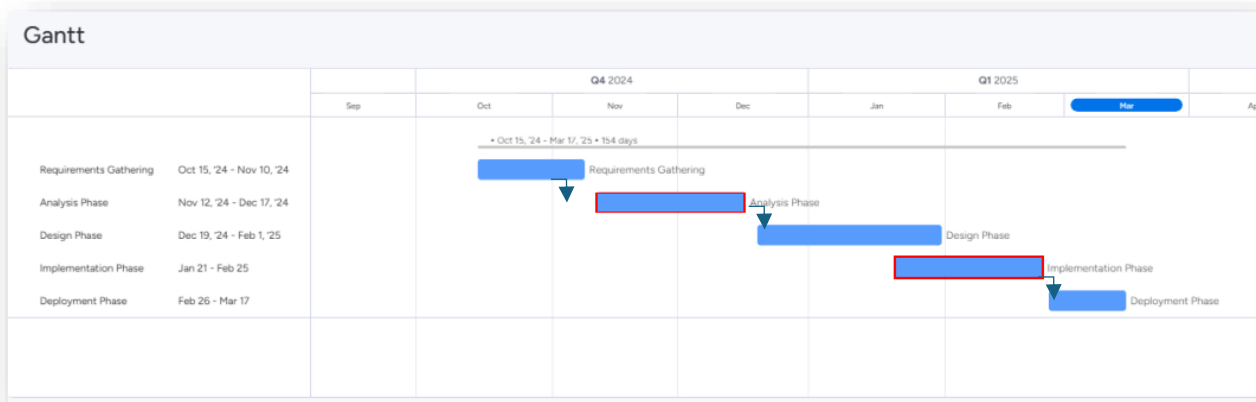 Gantt
Q4 2024 Q1 2025
Sep Oct Nov Dec Jan Feb Mar
• Oct 15, '24 - Mar 17, '25 • 154 days
Requirements Gathering Oct 15, '24 - Nov 10, '24 Requirements Gathering
Analysis Phase Nov 12, '24 - Dec 17, '24 Analysis Phase
Design Phase Dec 19, '24 - Feb 1, '25 Design Phase
Implementation Phase Jan 21 - Feb 25 Implementation Phase
Deployment Phase Feb 26 - Mar 17 Deployment Phase